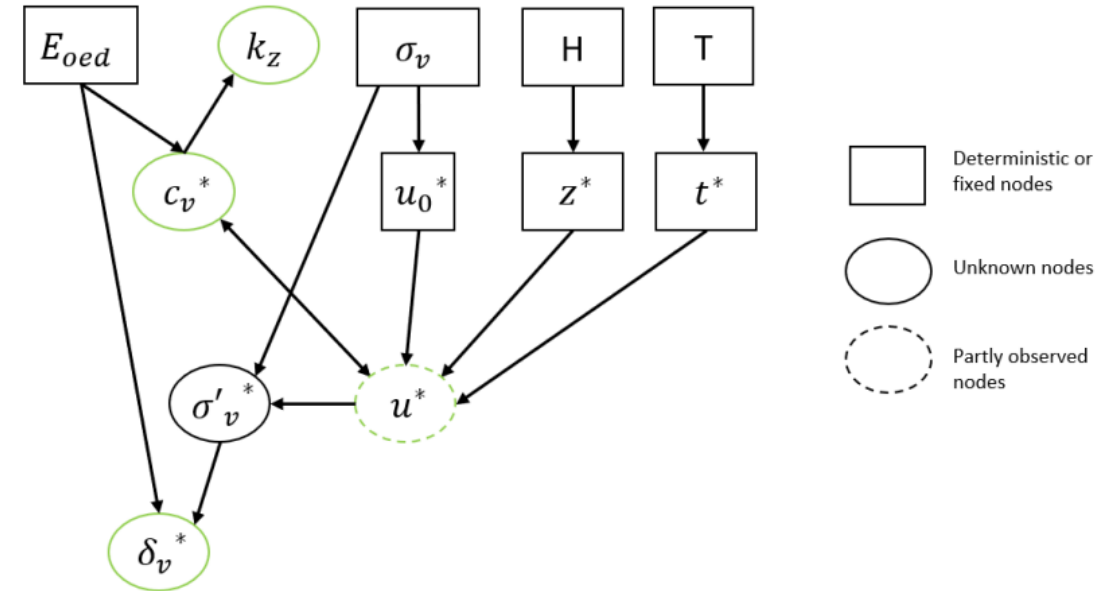 E_oed k_z σ_v H T
c_v* u_0* z* t*
Deterministic or
fixed nodes
Unknown nodes
σ'_v* u*
Partly observed
nodes
δ_v*